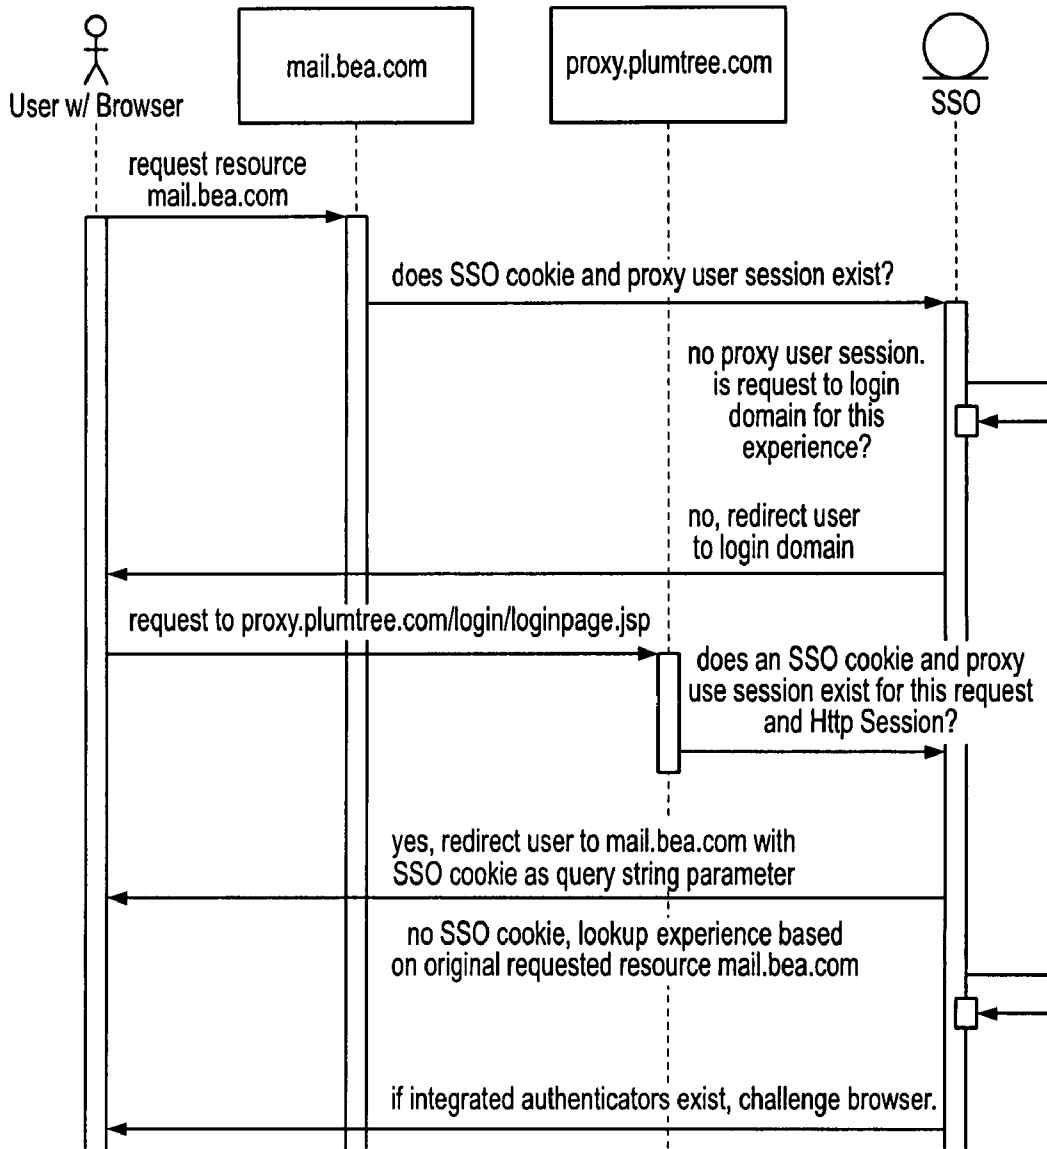 User w/ Browser
mail.bea.com
proxy.plumtree.com
SSO
request resource
mail.bea.com
does SSO cookie and proxy user session exist?
no proxy user session.
is request to login
domain for this
experience?
no, redirect user
to login domain
request to proxy.plumtree.com/login/loginpage.jsp
does an SSO cookie and proxy
use session exist for this request
and Http Session?
yes, redirect user to mail.bea.com with
SSO cookie as query string parameter
no SSO cookie, lookup experience based
on original requested resource mail.bea.com
if integrated authenticators exist, challenge browser.